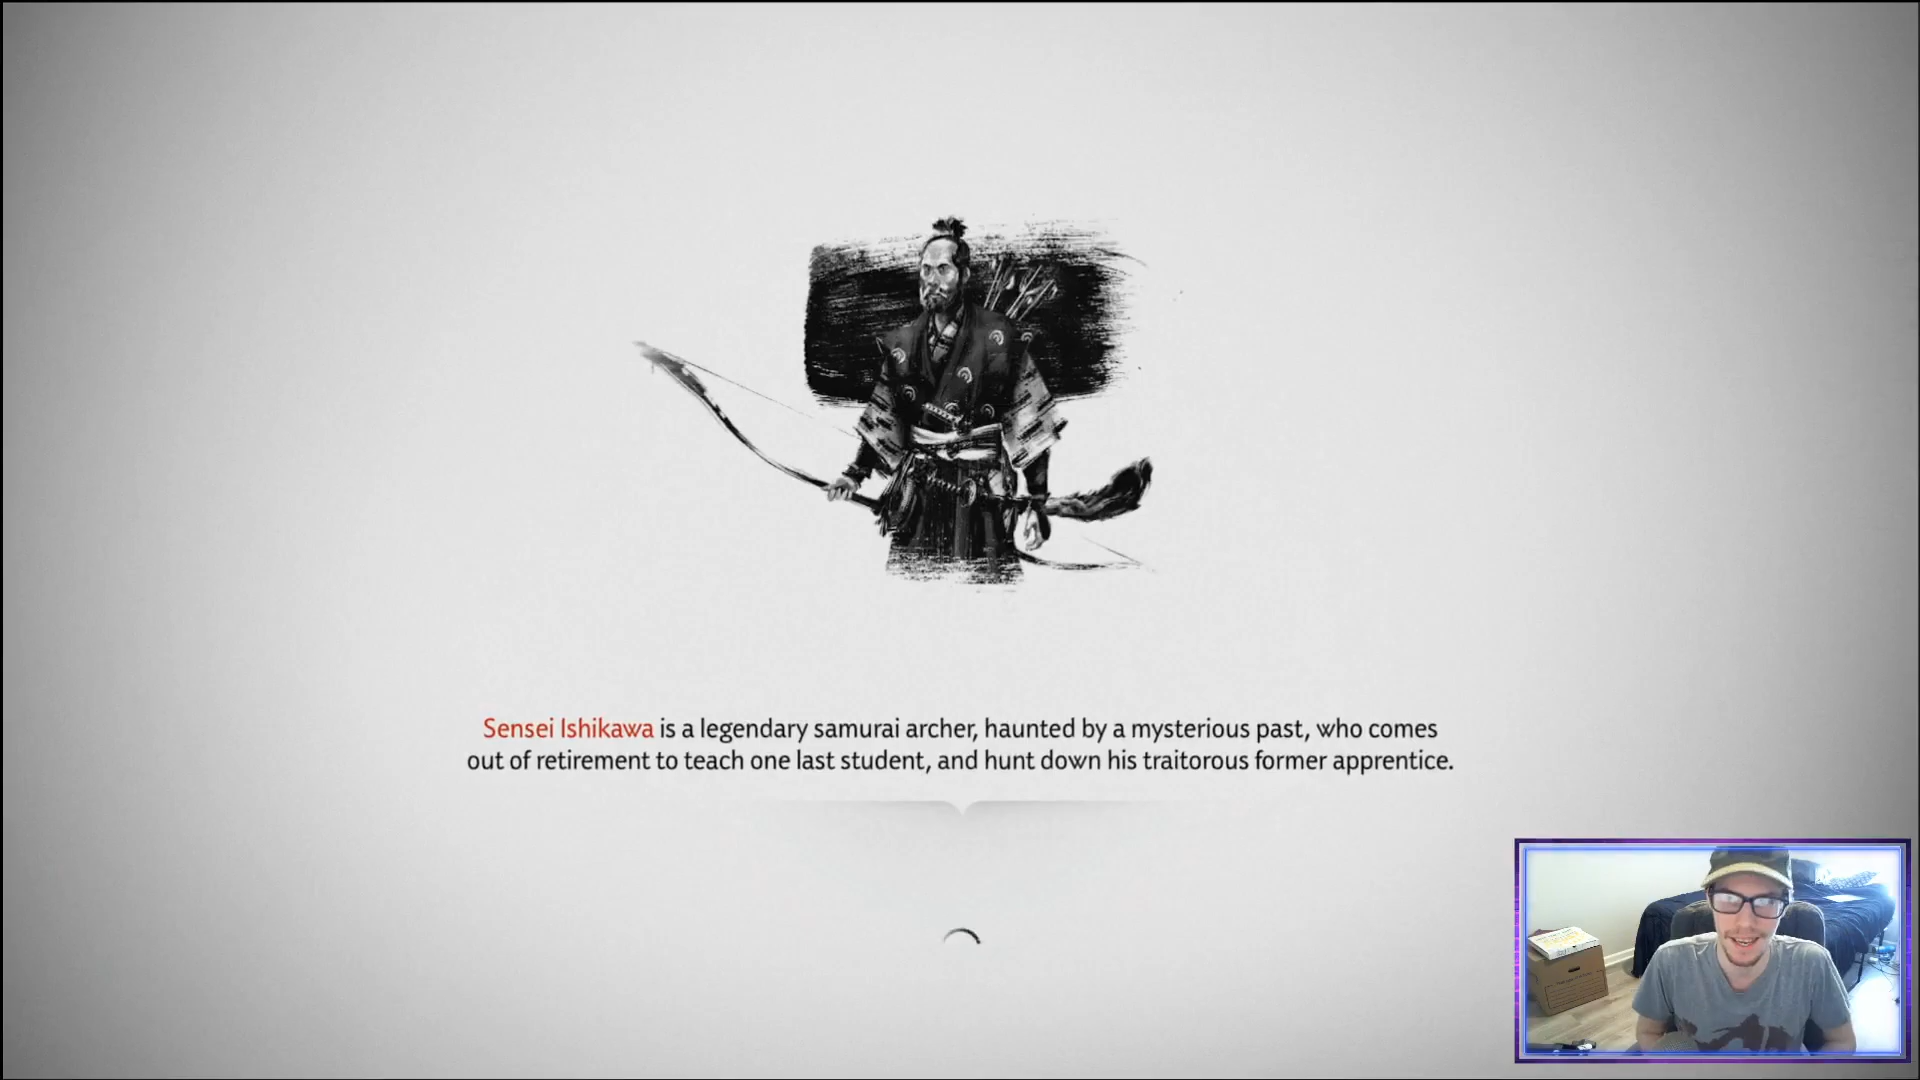 Sensei Ishikawa is a legendary samurai archer, haunted by a mysterious past, who comes
out of retirement to teach one last student, and hunt down his traitorous former apprentice.